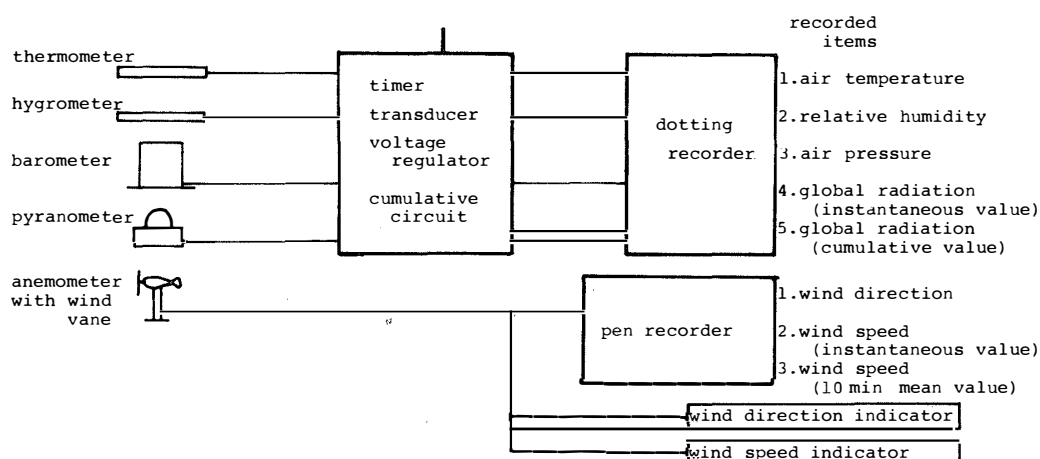 recorded
items
thermometer
hygrometer
barometer
pyranometer
anemometer
with wind
vane
timer
transducer
voltage
regulator
cumulative
circuit
dotting
recorder
1.air temperature
2.relative humidity
3.air pressure
4.global radiation
(instantaneous value)
5.global radiation
(cumulative value)
pen recorder
1.wind direction
2.wind speed
(instantaneous value)
3.wind speed
(10 min mean value)
wind direction indicator
wind speed indicator